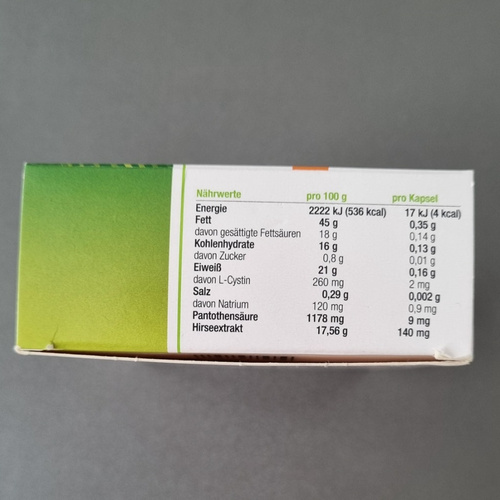 Nährwerte pro 100 g pro Kapsel
Energie 2222 kJ (536 kcal) 17 kJ (4 kcal)
Fett 45 g 0,35 g
davon gesättigte Fettsäuren 18 g 0,14 g
Kohlenhydrate 16 g 0,13 g
davon Zucker 0,8 g 0,01 g
Eiweiß 21 g 0,16 g
davon L-Cystin 260 mg 2 mg
Salz 0,29 g 0,002 g
davon Natrium 120 mg 0,9 mg
Pantothensäure 1178 mg 9 mg
Hirseextrakt 17,56 g 140 mg